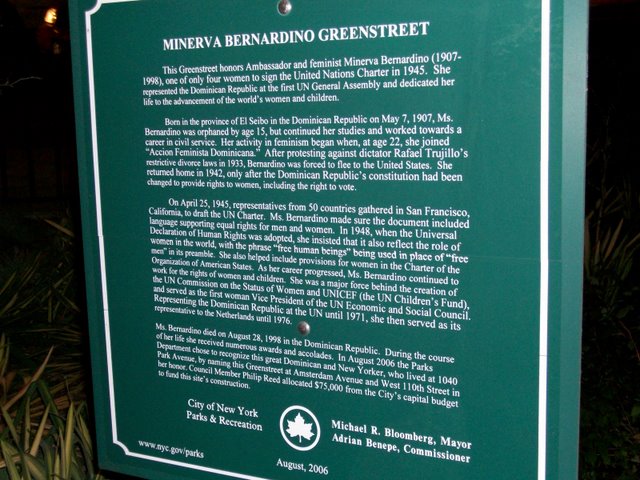 MINERVA BERNARDINO GREENSTREET
This Greenstreet honors Ambassador and feminist Minerva Bernardino (1907-
1998), one of only four women to sign the United Nations Charter in 1945. She
represented the Dominican Republic at the first UN General Assembly and dedicated her
life to the advancement of the world's women and children.
Born in the province of El Seibo in the Dominican Republic on May 7, 1907, Ms.
Bernardino was orphaned by age 15, but continued her studies and worked towards a
career in civil service. Her activity in feminism began when, at age 22, she joined
"Accion Feminista Dominicana." After protesting against dictator Rafael Trujillo's
restrictive divorce laws in 1933, Bernardino was forced to flee to the United States. She
returned home in 1942, only after the Dominican Republic's constitution had been
changed to provide rights to women, including the right to vote.
On April 25, 1945, representatives from 50 countries gathered in San Francisco,
California, to draft the UN Charter. Ms. Bernardino made sure the document included
language supporting equal rights for men and women. In 1948, when the Universal
Declaration of Human Rights was adopted, she insisted that it also reflect the role of
women in the world, with the phrase "free human beings" being used in place of "free
men" in its preamble. She also helped include provisions for women in the Charter of the
Organization of American States. As her career progressed, Ms. Bernardino continued to
work for the rights of women and children. She was a major force behind the creation of
the UN Commission on the Status of Women and UNICEF (the UN Children's Fund),
and served as the first woman Vice President of the UN Economic and Social Council.
Representing the Dominican Republic at the UN until 1971, she then served as its
representative to the Netherlands until 1976.
Ms. Bernardino died on August 28, 1998 in the Dominican Republic. During the course
of her life she received numerous awards and accolades. In August 2006 the Parks
Department chose to recognize this great Dominican and New Yorker, who lived at 1040
Park Avenue, by naming this Greenstreet at Amsterdam Avenue and West 110th Street in
her honor. Council Member Philip Reed allocated $75,000 from the City's capital budget
to fund this site's construction.
City of New York
Parks & Recreation
Michael R. Bloomberg, Mayor
Adrian Benepe, Commissioner
www.nyc.gov/parks
August, 2006